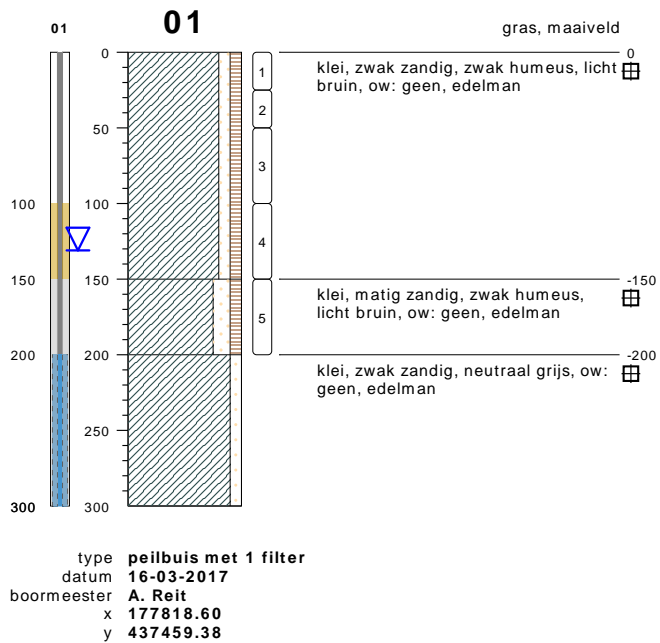 01
01
gras, maaiveld
0
0
1
klei, zwak zandig, zwak humeus, licht
bruin, ow: geen, edelman
2
50
3
100
100
4
150
150
-150
5
klei, matig zandig, zwak humeus,
licht bruin, ow: geen, edelman
200
200
-200
klei, zwak zandig, neutraal grijs, ow:
geen, edelman
250
300
300
type peilbuis met 1 filter
datum 16-03-2017
boormeester A. Reit
x 177818.60
y 437459.38